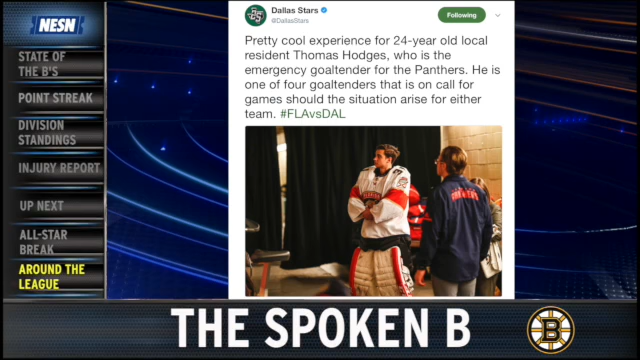 NESN
STATE OF
THE B'S
POINT STREAK
DIVISION
STANDINGS
INJURY REPORT
UP NEXT
ALL-STAR
BREAK
AROUND THE
LEAGUE
Dallas Stars
@DallasStars
Following
Pretty cool experience for 24-year old local
resident Thomas Hodges, who is the
emergency goaltender for the Panthers. He is
one of four goaltenders that is on call for
games should the situation arise for either
team. #FLAvsDAL
THE SPOKEN B
B